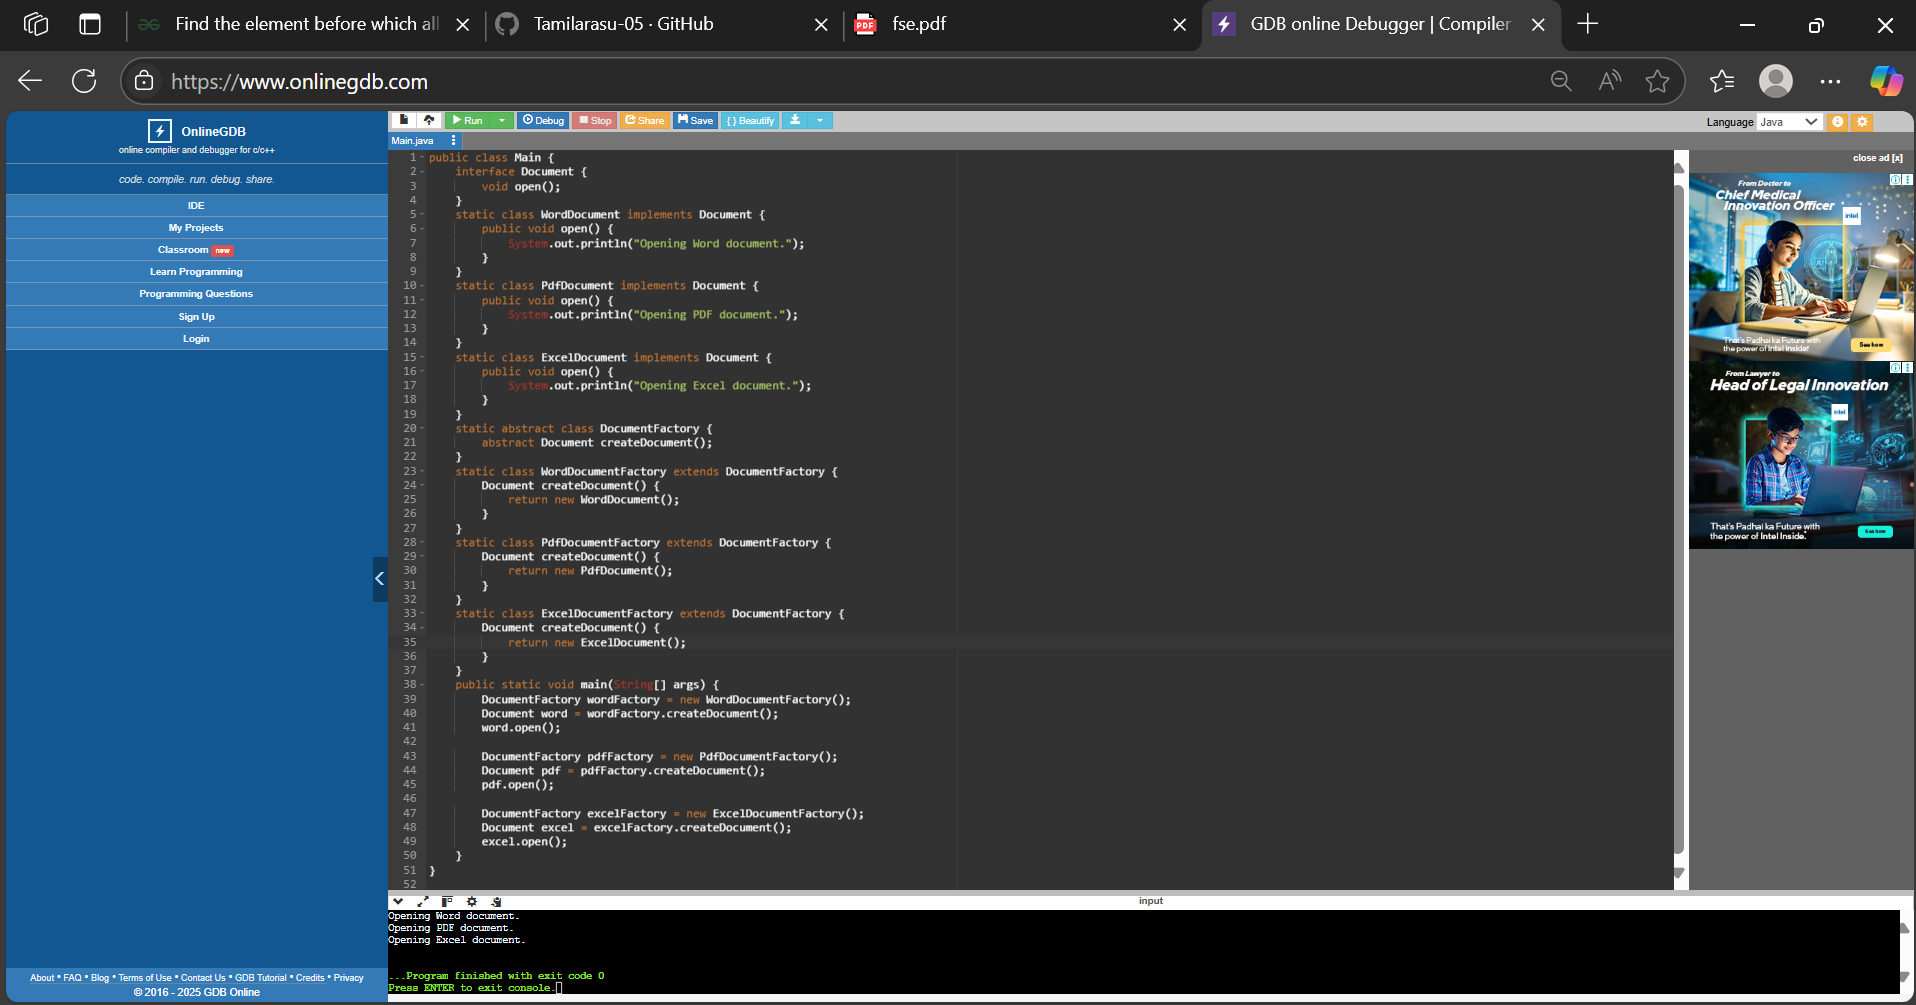 Find the element before which all
Tamilarasu-05 · GitHub
fse.pdf
GDB online Debugger | Compiler
https://www.onlinegdb.com
OnlineGDB
online compiler and debugger for c/c++
code. compile. run. debug. share.
IDE
My Projects
Classroom new
Learn Programming
Programming Questions
Sign Up
Login
About • FAQ • Blog • Terms of Use • Contact Us • GDB Tutorial • Credits • Privacy
© 2016 - 2025 GDB Online
Run Debug Stop Share Save { } Beautify
Language Java
Main.java
1 public class Main {
2 interface Document {
3 void open();
4 }
5 static class WordDocument implements Document {
6 public void open() {
7 System.out.println("Opening Word document.");
8 }
9 }
10 static class PdfDocument implements Document {
11 public void open() {
12 System.out.println("Opening PDF document.");
13 }
14 }
15 static class ExcelDocument implements Document {
16 public void open() {
17 System.out.println("Opening Excel document.");
18 }
19 }
20 static abstract class DocumentFactory {
21 abstract Document createDocument();
22 }
23 static class WordDocumentFactory extends DocumentFactory {
24 Document createDocument() {
25 return new WordDocument();
26 }
27 }
28 static class PdfDocumentFactory extends DocumentFactory {
29 Document createDocument() {
30 return new PdfDocument();
31 }
32 }
33 static class ExcelDocumentFactory extends DocumentFactory {
34 Document createDocument() {
35 return new ExcelDocument();
36 }
37 }
38 public static void main(String[] args) {
39 DocumentFactory wordFactory = new WordDocumentFactory();
40 Document word = wordFactory.createDocument();
41 word.open();
42
43 DocumentFactory pdfFactory = new PdfDocumentFactory();
44 Document pdf = pdfFactory.createDocument();
45 pdf.open();
46
47 DocumentFactory excelFactory = new ExcelDocumentFactory();
48 Document excel = excelFactory.createDocument();
49 excel.open();
50 }
51 }
52
close ad [x]
From Doctor to
Chief Medical
Innovation Officer
intel
AI
That's Padhai ka Future with
the power of Intel Inside.
See how
From Lawyer to
Head of Legal Innovation
intel
That's Padhai ka Future with
the power of Intel Inside.
See how
input
Opening Word document.
Opening PDF document.
Opening Excel document.
...Program finished with exit code 0
Press ENTER to exit console.